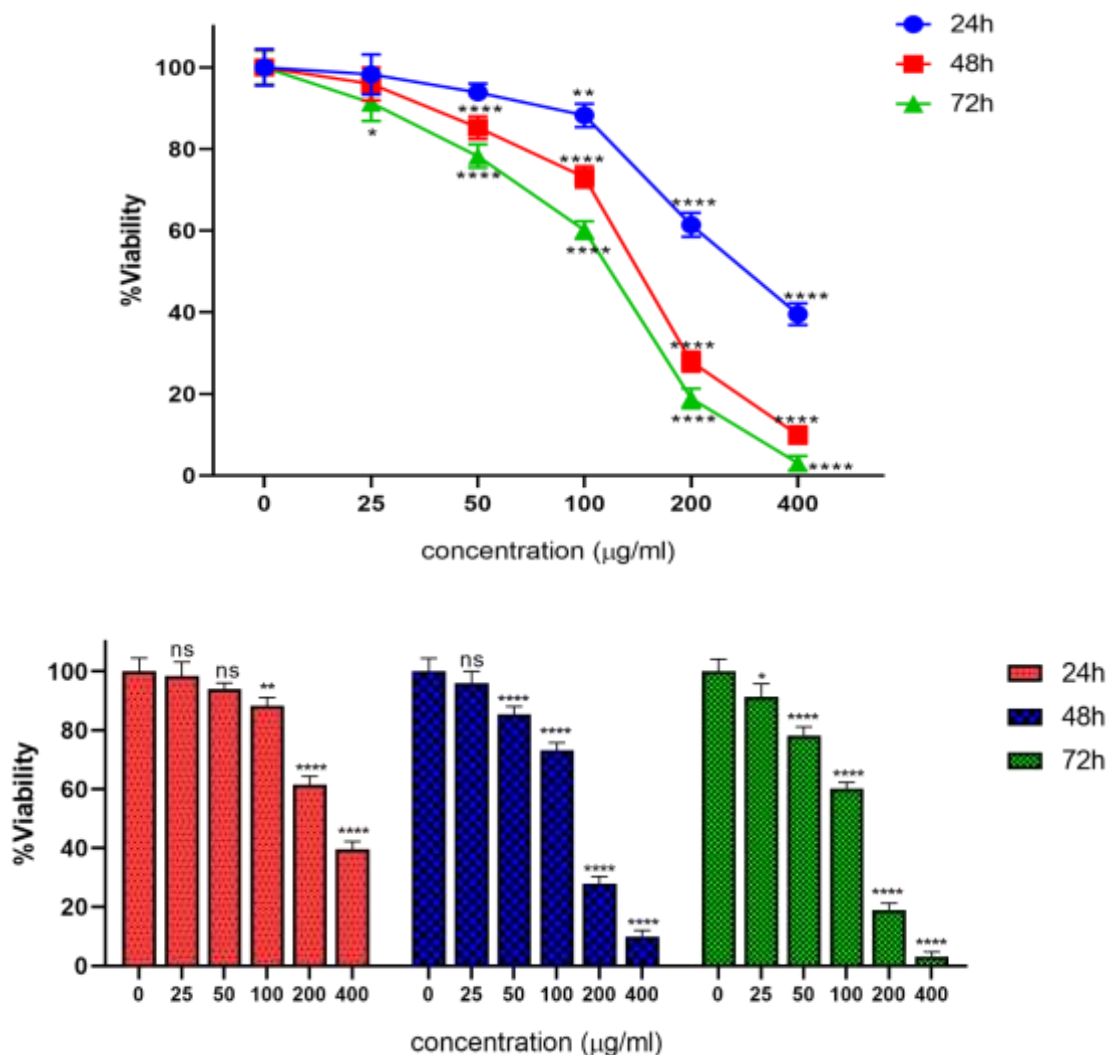 24h
48h
72h
100
80
60
40
20
0
%Viability
**
****
****
****
****
*
****
****
****
****
****
****
****
0 25 50 100 200 400
concentration (μg/ml)
24h
48h
72h
100
80
60
40
20
0
%Viability
ns ns ** **** ****
ns **** **** **** ****
* **** **** **** ****
0 25 50 100 200 400 0 25 50 100 200 400 0 25 50 100 200 400
concentration (μg/ml)